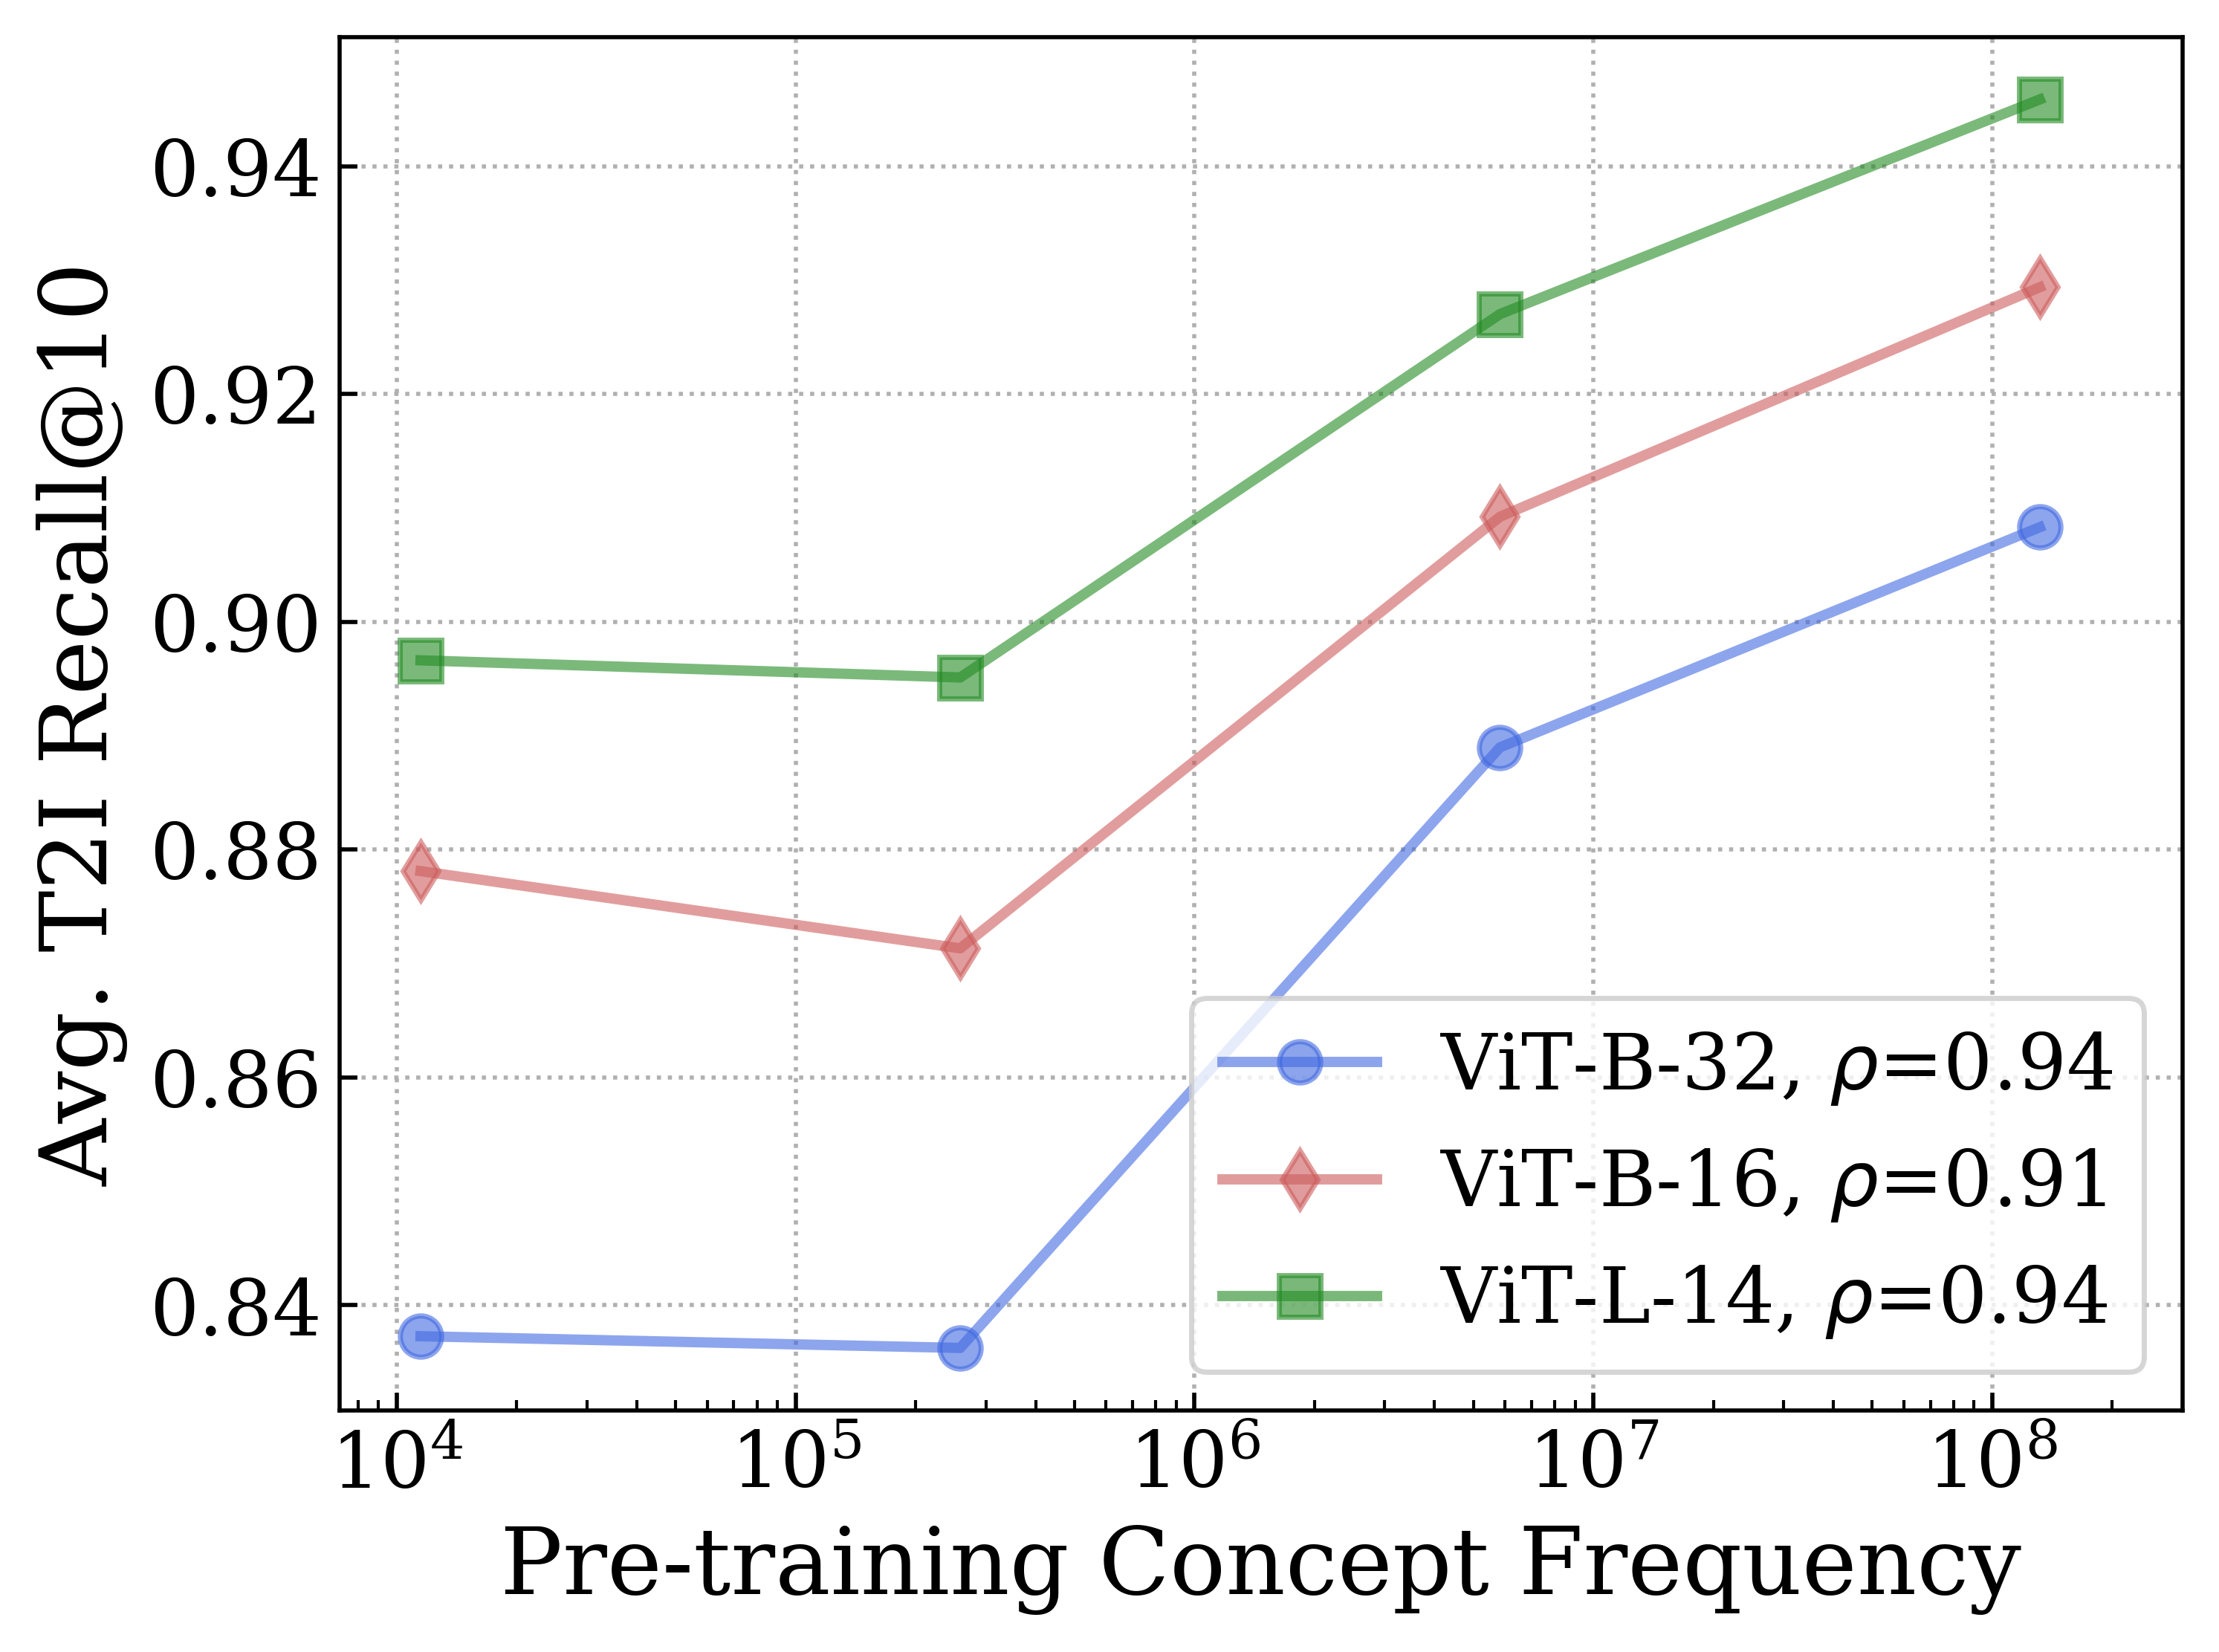 Avg. T2I Recall@10
0.94
0.92
0.90
0.88
0.86
0.84
ViT-B-32, ρ=0.94
ViT-B-16, ρ=0.91
ViT-L-14, ρ=0.94
10⁴ 10⁵ 10⁶ 10⁷ 10⁸
Pre-training Concept Frequency